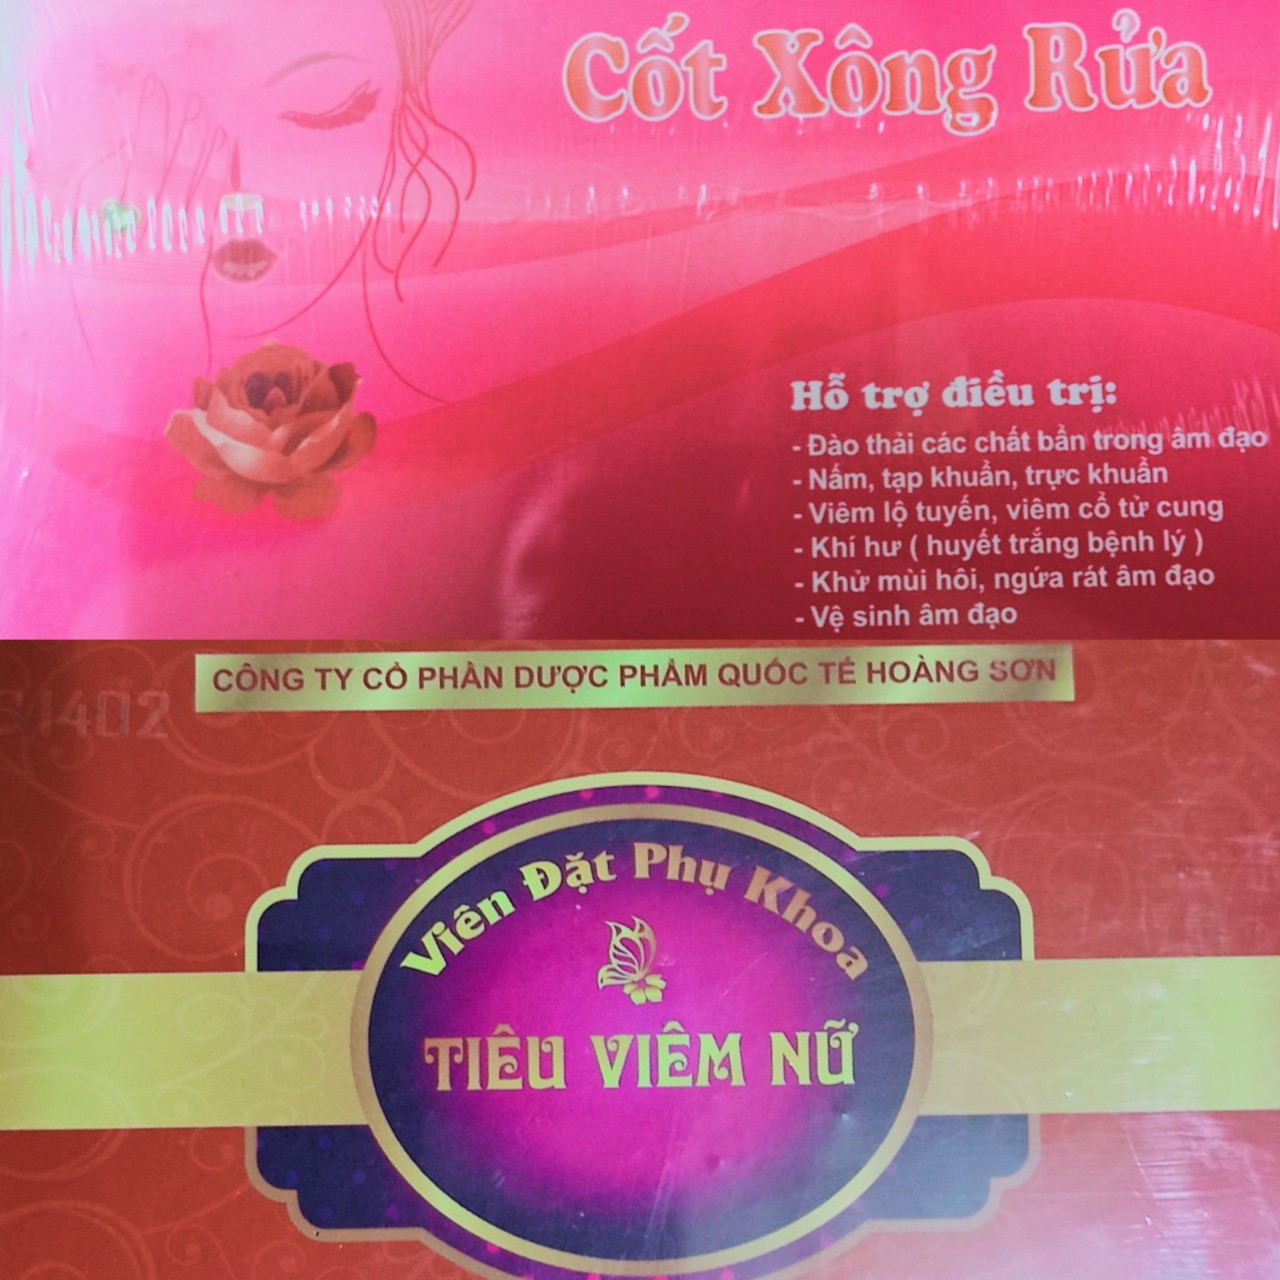 Cốt Xông Rửa
Hỗ trợ điều trị:
- Đào thải các chất bẩn trong âm đạo
- Nấm, tạp khuẩn, trực khuẩn
- Viêm lộ tuyến, viêm cổ tử cung
- Khí hư ( huyết trắng bệnh lý )
- Khử mùi hôi, ngứa rát âm đạo
- Vệ sinh âm đạo
CÔNG TY CỔ PHẦN DƯỢC PHẨM QUỐC TẾ HOÀNG SƠN
Viên Đặt Phụ Khoa
TIÊU VIÊM NỮ